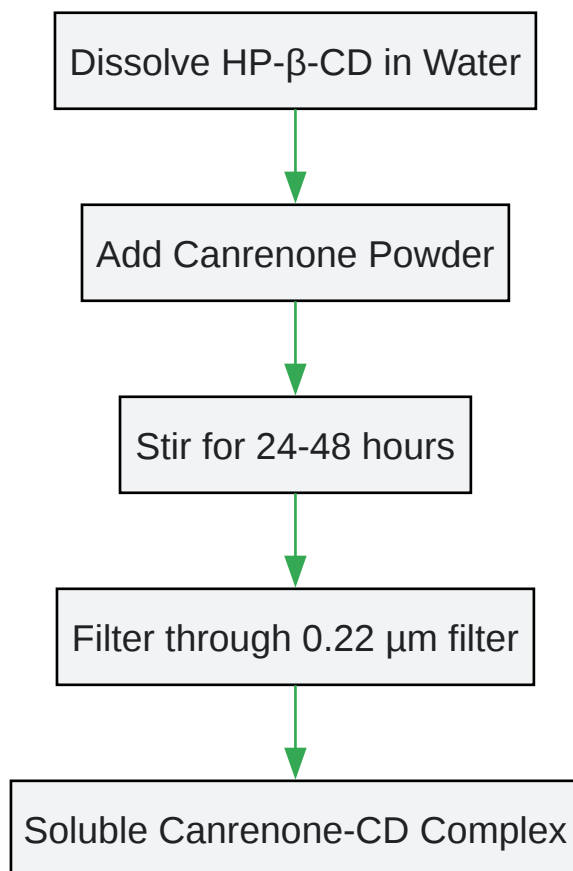 Dissolve HP-β-CD in Water
Add Canrenone Powder
Stir for 24-48 hours
Filter through 0.22 µm filter
Soluble Canrenone-CD Complex